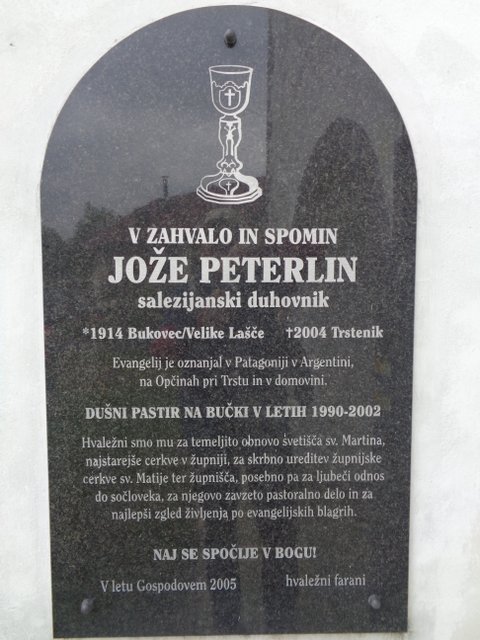 V ZAHVALO IN SPOMIN
JOŽE PETERLIN
salezijanski duhovnik
*1914 Bukovec/Velike Lašče †2004 Trstenik
Evangelij je oznanjal v Patagoniji v Argentini,
na Opčinah pri Trstu in v domovini.
DUŠNI PASTIR NA BUČKI V LETIH 1990-2002
Hvaležni smo mu za temeljito obnovo svetišča sv. Martina,
najstarejše cerkve v župniji, za skrbno ureditev župnijske
cerkve sv. Matije ter župnišča, posebno pa za ljubeči odnos
do sočloveka, za njegovo zavzeto pastoralno delo in za
najlepši zgled življenja po evangelijskih blagrih.
NAJ SE SPOČIJE V BOGU!
V letu Gospodovem 2005 hvaležni farani